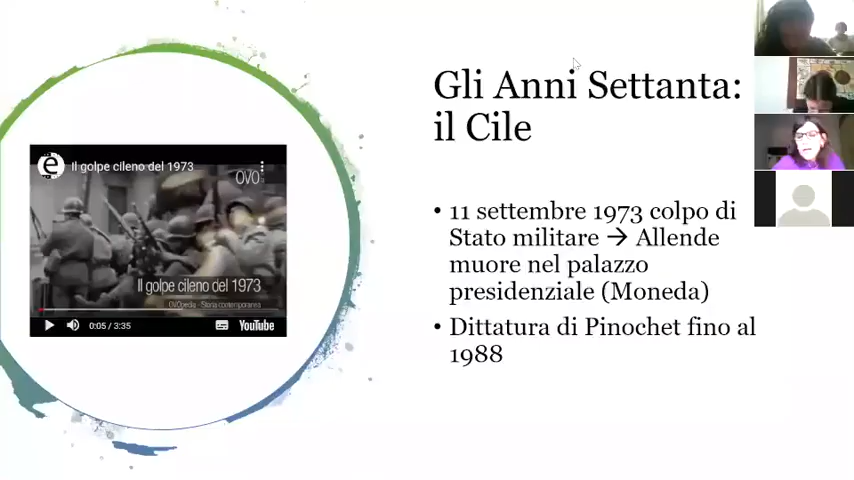 Gli Anni Settanta:
il Cile
• 11 settembre 1973 colpo di
Stato militare → Allende
muore nel palazzo
presidenziale (Moneda)
• Dittatura di Pinochet fino al
1988
è
Il golpe cileno del 1973
OVO
Il golpe cileno del 1973
OVOpedia - Storia contemporanea
0:05 / 3:35
YouTube